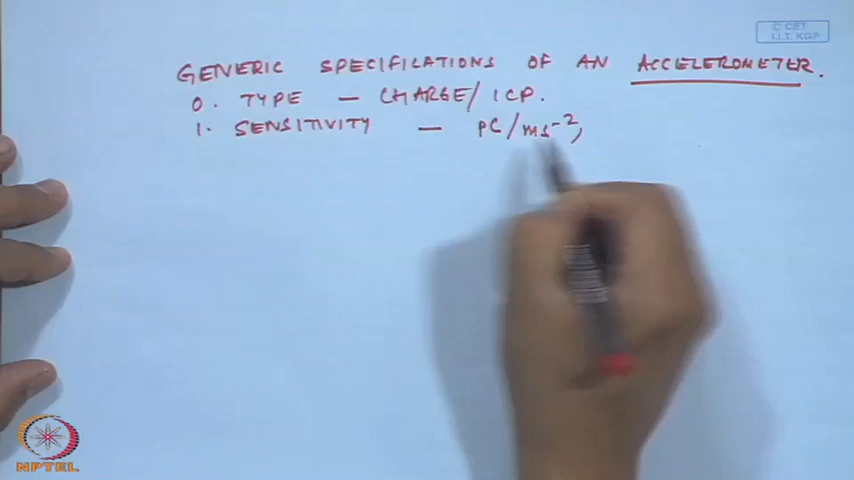 © CET
I.I.T. KGP
GENERIC SPECIFICATIONS OF AN ACCELEROMETER.
0. TYPE — CHARGE/ICP.
1. SENSITIVITY — PC/ms⁻²,
NPTEL